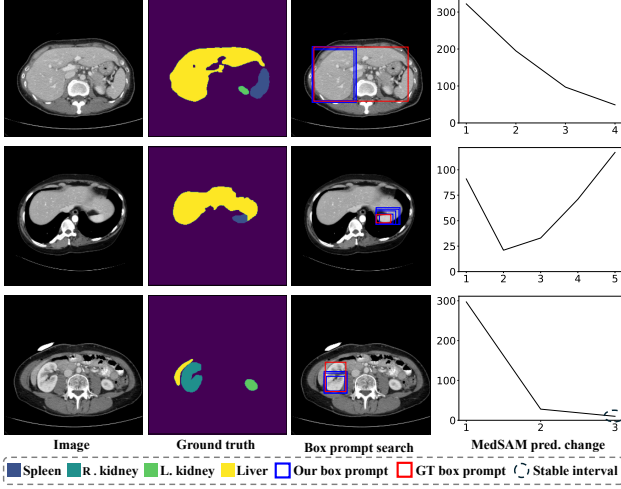 300
200
100
0
1 2 3 4
100
75
50
25
0
1 2 3 4 5
300
200
100
0
1 2 3
Image Ground truth Box prompt search MedSAM pred. change
Spleen R . kidney L. kidney Liver Our box prompt GT box prompt Stable interval